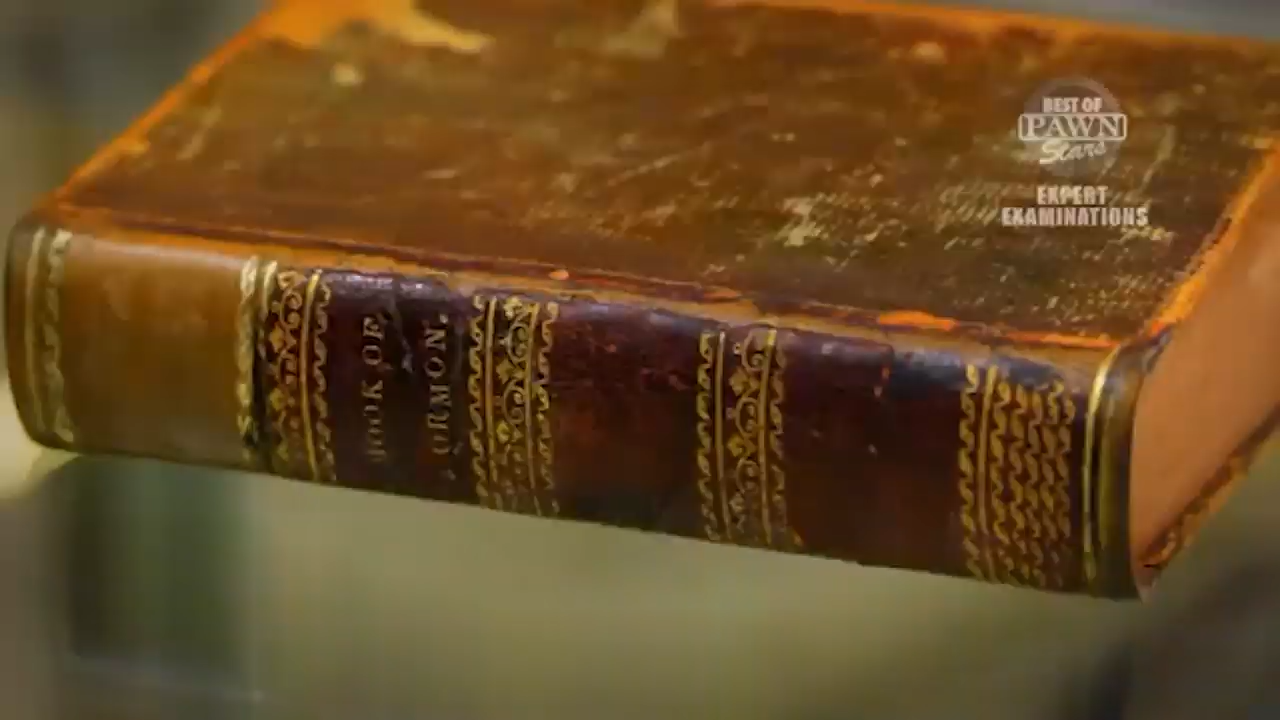 BEST OF
PAWN
Stars
EXPERT
EXAMINATIONS
BOOK OF
ORMON.